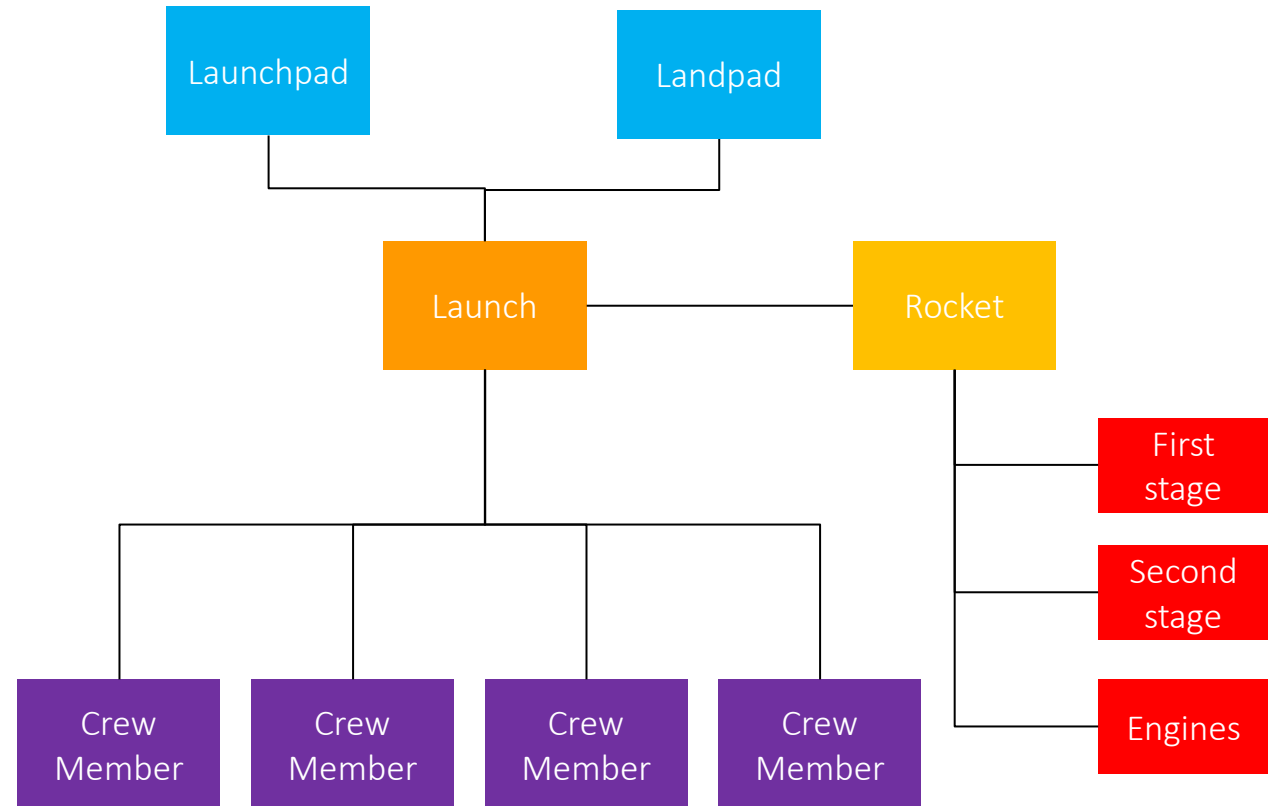 Launchpad
Landpad
Launch
Rocket
First
stage
Second
stage
Engines
Crew
Member
Crew
Member
Crew
Member
Crew
Member